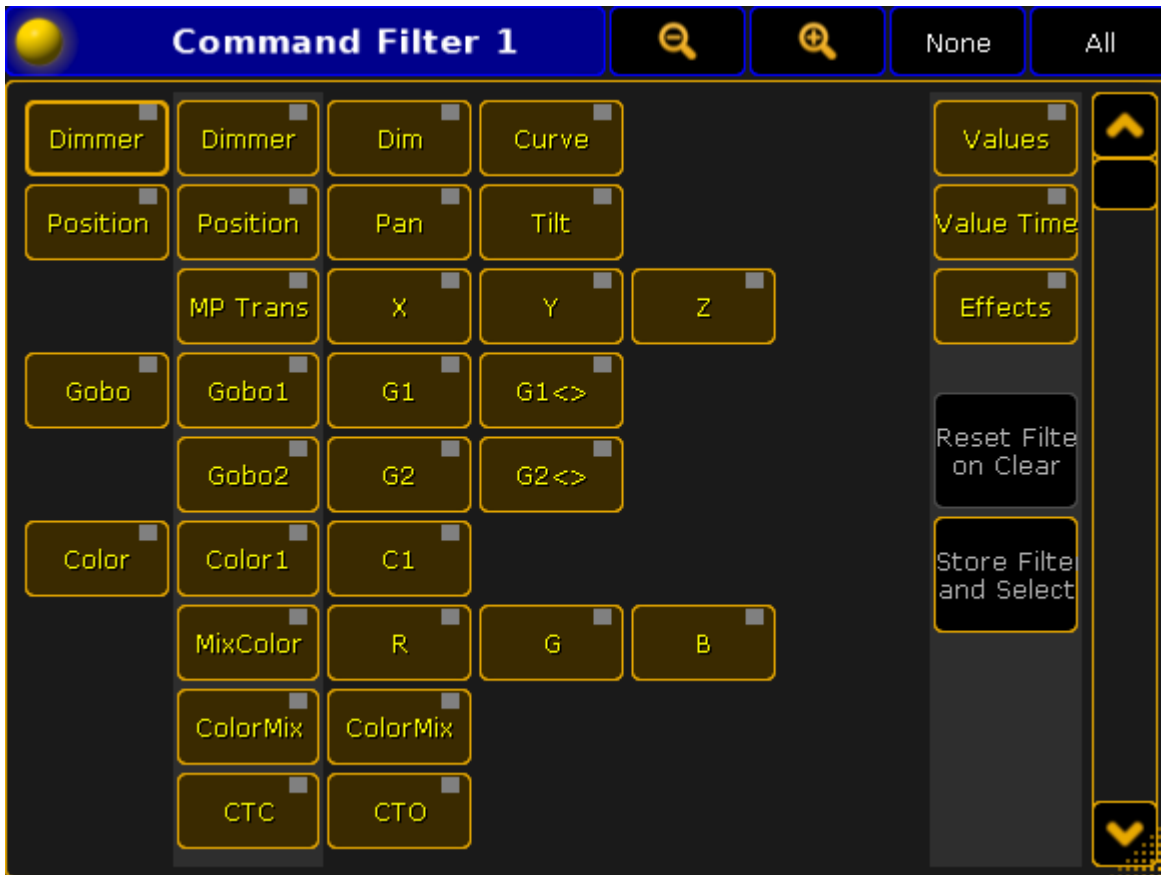 Command Filter 1 None All
Dimmer Dimmer Dim Curve Values
Position Position Pan Tilt Value Time
MP Trans X Y Z Effects
Gobo Gobo1 G1 G1<>
Reset Filte
on Clear
Gobo2 G2 G2<>
Color Color1 C1
Store Filte
and Select
MixColor R G B
ColorMix ColorMix
CTC CTO